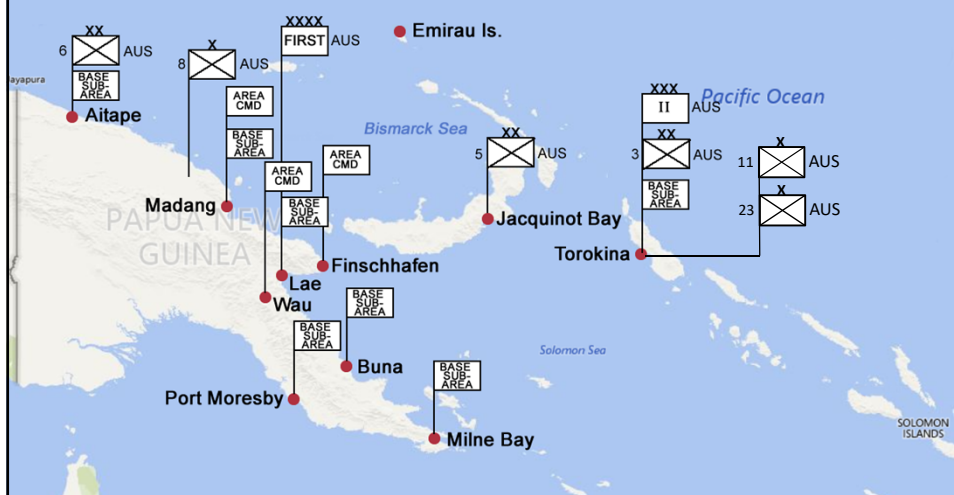 XXXX
FIRST AUS
Emirau Is.
XX
6 AUS
BASE
SUB-
AREA
Aitape
ayapura
X
8 AUS
AREA
CMD
BASE
SUB-
AREA
Madang
AREA
CMD
Wau
BASE
SUB-
AREA
Lae
AREA
CMD
Finschhafen
Bismarck Sea
XX
5 AUS
Jacquinot Bay
XXX
II AUS
Pacific Ocean
XX
3 AUS
BASE
SUB-
AREA
Torokina
X
11 AUS
X
23 AUS
PAPUA NEW
GUINEA
BASE
SUB-
AREA
Buna
BASE
SUB-
AREA
Port Moresby
Solomon Sea
BASE
SUB-
AREA
Milne Bay
SOLOMON
ISLANDS